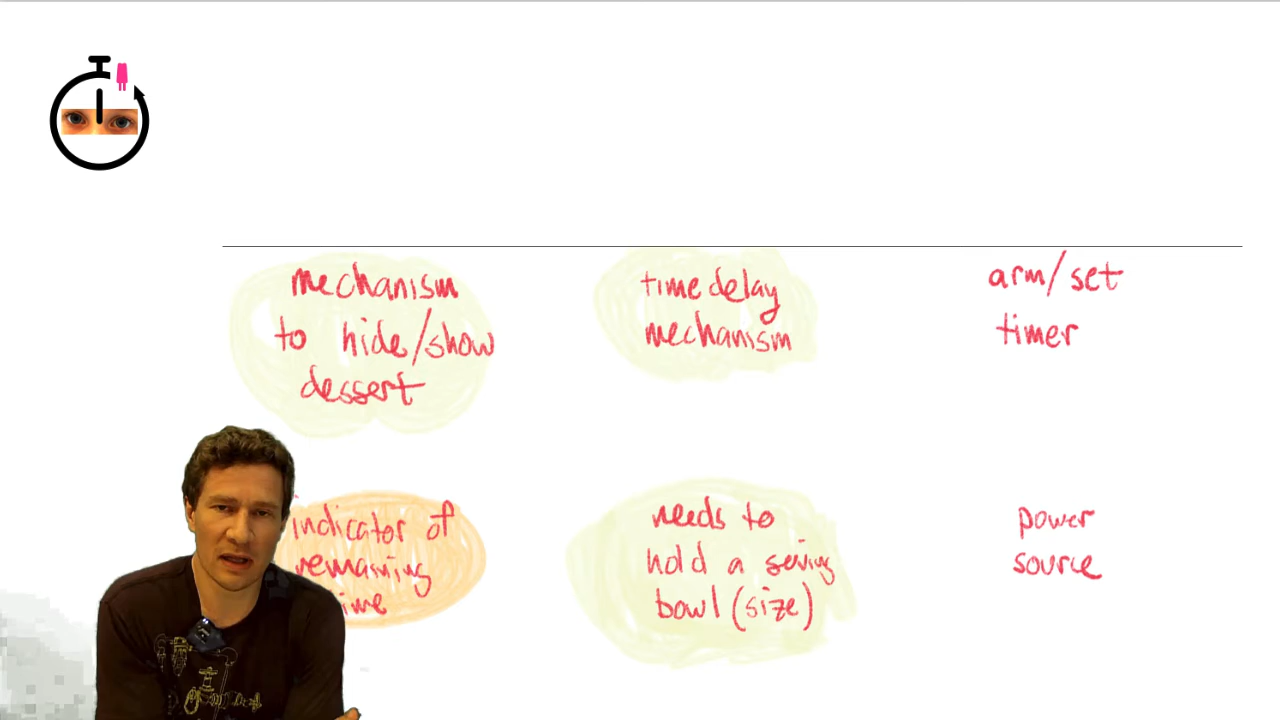 mechanism
to hide/show
dessert
time delay
mechanism
arm/set
timer
indicator of
remaining
needs to
hold a serving
bowl (size)
power
source